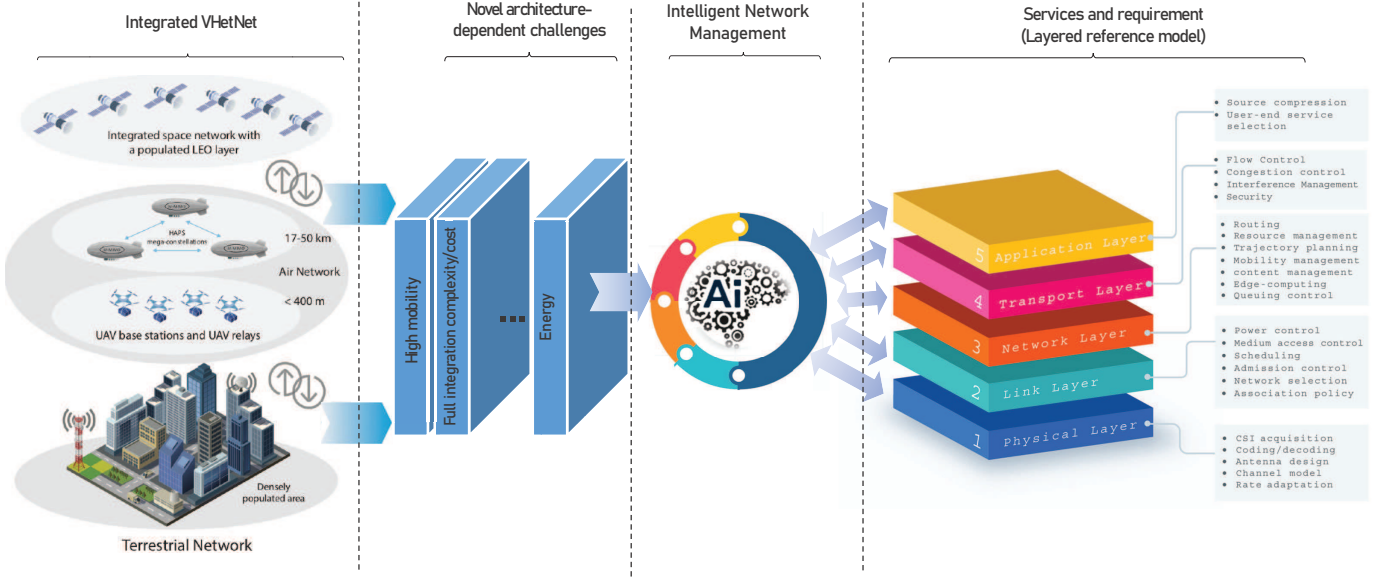 Integrated VHetNet
Novel architecture-
dependent challenges
Intelligent Network
Management
Services and requirement
(Layered reference model)
Integrated space network with
a populated LEO layer
HAPS
mega-constellations
17-50 km
Air Network
< 400 m
UAV base stations and UAV relays
Densely
populated area
Terrestrial Network
High mobility
Full integration complexity/cost
...
Energy
Ai
5 Application Layer
4 Transport Layer
3 Network Layer
2 Link Layer
1 Physical Layer
• Source compression
• User-end service
selection
• Flow Control
• Congestion control
• Interference Management
• Security
• Routing
• Resource management
• Trajectory planning
• Mobility management
• content management
• Edge-computing
• Queuing control
• Power control
• Medium access control
• Scheduling
• Admission control
• Network selection
• Association policy
• CSI acquisition
• Coding/decoding
• Antenna design
• Channel model
• Rate adaptation